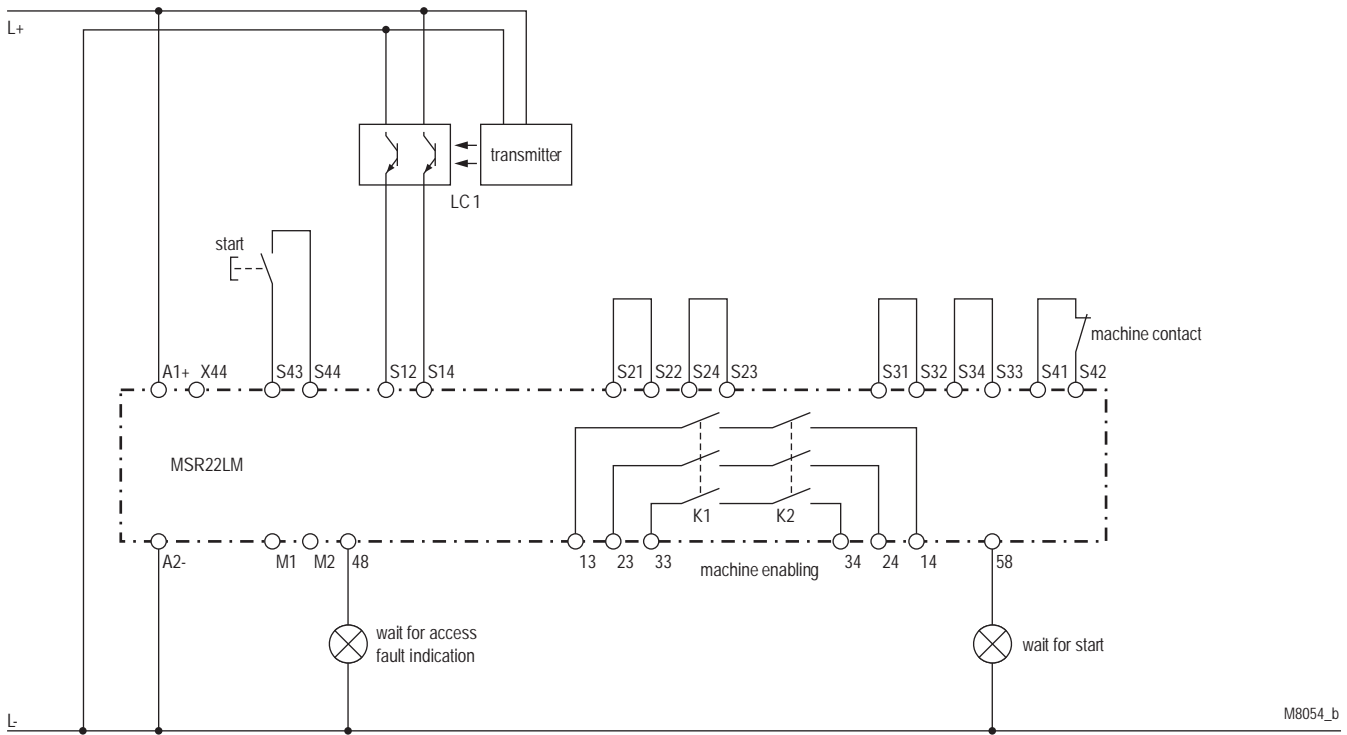 L+
transmitter
LC 1
start
machine contact
A1+ X44 S43 S44 S12 S14 S21 S22 S24 S23 S31 S32 S34 S33 S41 S42
MSR22LM
K1 K2
A2- M1 M2 48 13 23 33 machine enabling 34 24 14 58
wait for access
fault indication
wait for start
L-
M8054_b